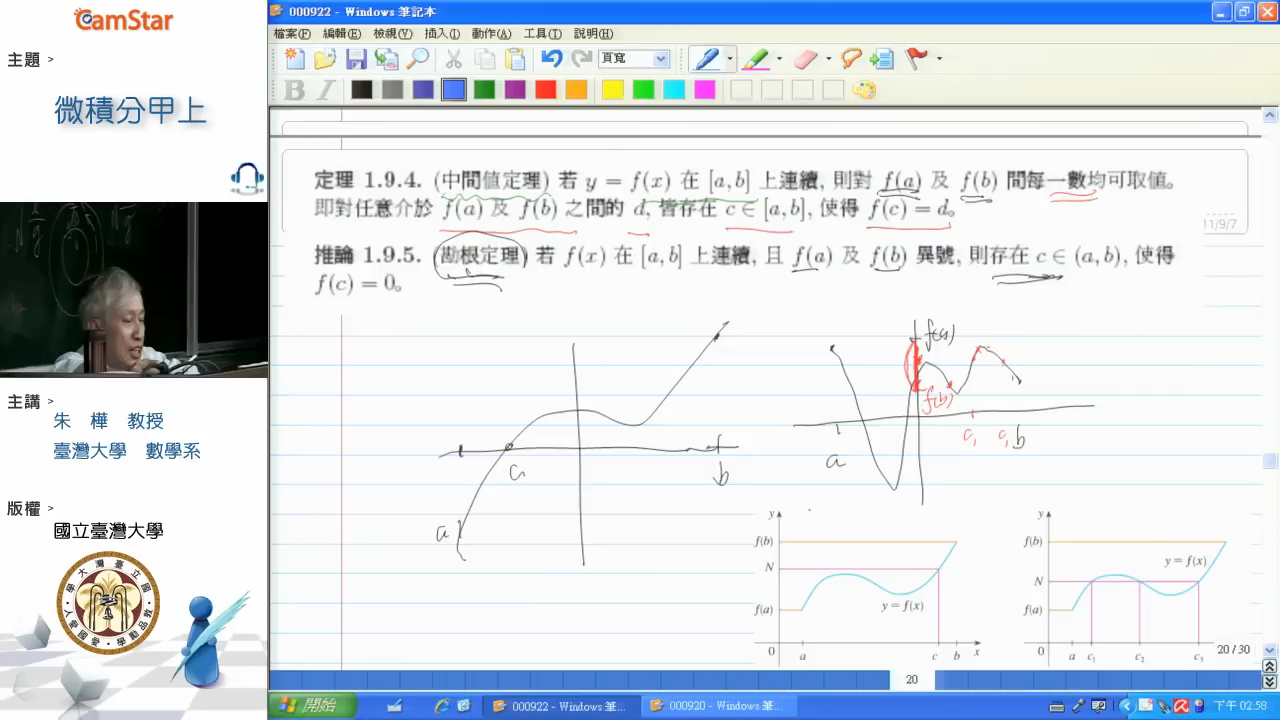 CamStar
主題 >
微積分甲上
主講 >
朱 樺 教授
臺灣大學 數學系
版權 >
國立臺灣大學
000922 - Windows 筆記本
檔案(F) 編輯(E) 檢視(V) 插入(I) 動作(A) 工具(T) 說明(H)
頁寬
B I
定理 1.9.4. (中間值定理) 若 y = f(x) 在 [a, b] 上連續, 則對 f(a) 及 f(b) 間每一數均可取值。
即對任意介於 f(a) 及 f(b) 之間的 d, 皆存在 c ∈ [a, b], 使得 f(c) = d。
11/9/7
推論 1.9.5. (勘根定理) 若 f(x) 在 [a, b] 上連續, 且 f(a) 及 f(b) 異號, 則存在 c ∈ (a, b), 使得
f(c) = 0。
f(a)
f(b)
a
b
a
b
y
f(b)
N
f(a)
y = f(x)
0 a c b x
y
f(b)
N
f(a)
y = f(x)
0 a c₁ c₂ c₃
20/30
20
開始
000922 - Windows 筆...
000920 - Windows 筆...
下午 02:58